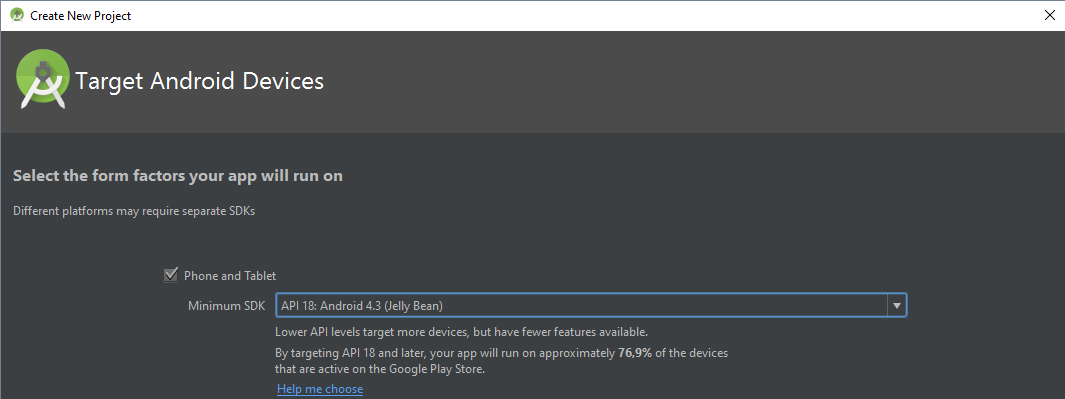 Create New Project
Target Android Devices
Select the form factors your app will run on
Different platforms may require separate SDKs
Phone and Tablet
Minimum SDK API 18: Android 4.3 (Jelly Bean)
Lower API levels target more devices, but have fewer features available.
By targeting API 18 and later, your app will run on approximately 76,9% of the devices
that are active on the Google Play Store.
Help me choose